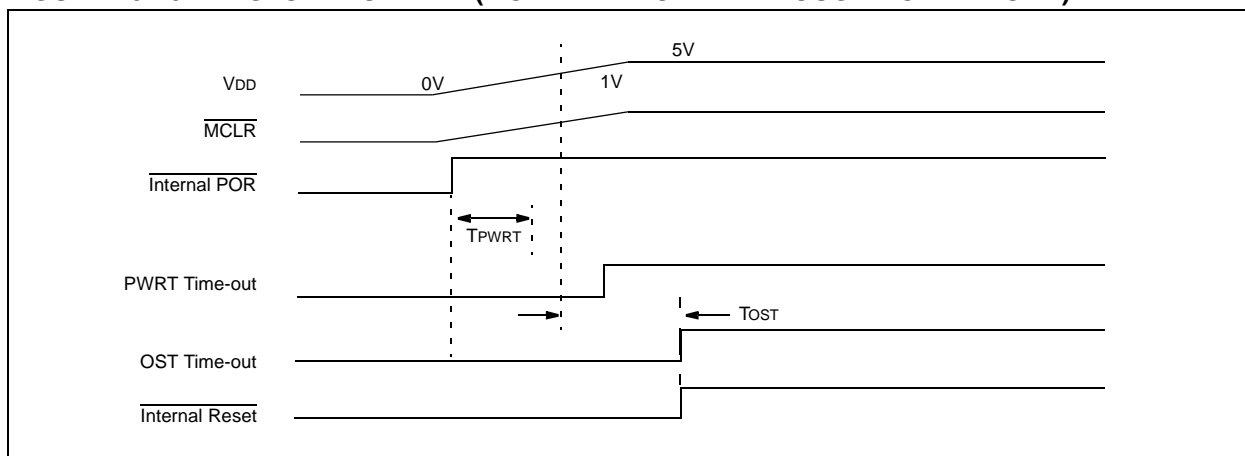 5V
VDD 0V 1V
MCLR
Internal POR
TPWRT
PWRT Time-out
TOST
OST Time-out
Internal Reset